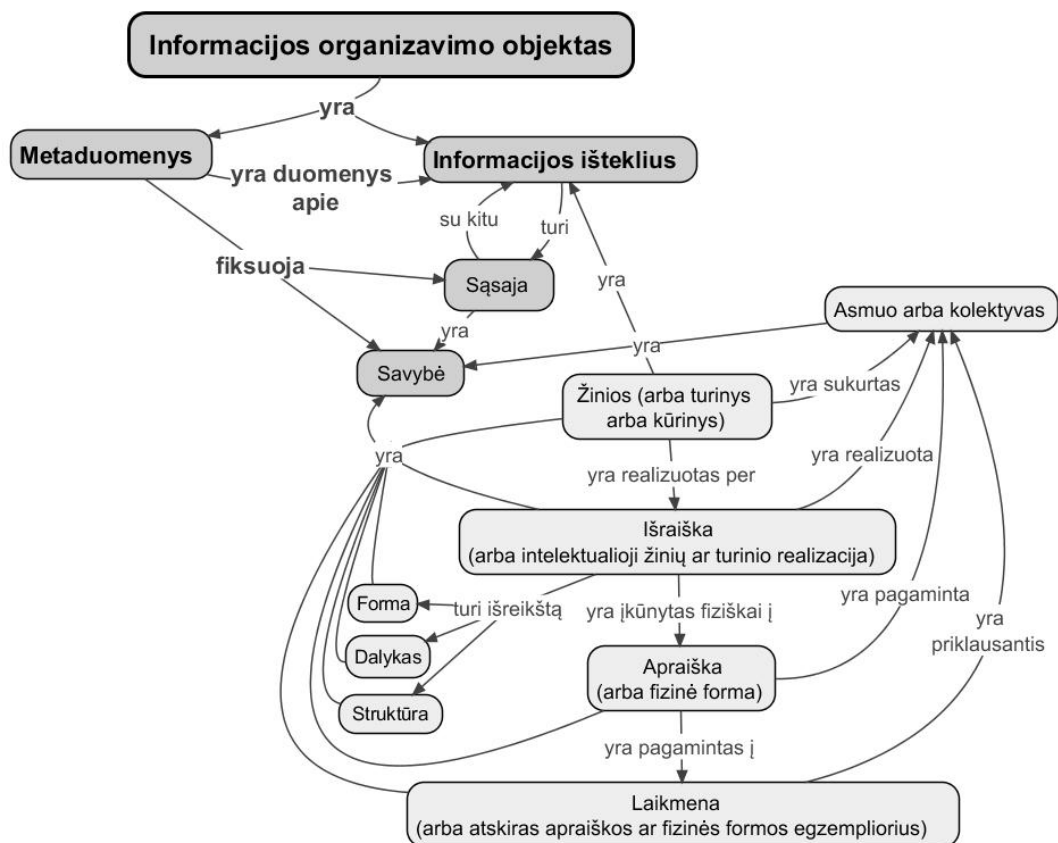 Informacijos organizavimo objektas
yra
Metaduomenys
Informacijos išteklius
yra duomenys
apie
su kitu
turi
fiksuoja
Sąsaja
yra
Asmuo arba kolektyvas
yra
yra
Savybė
Žinios (arba turinys
arba kūrinys)
yra sukurtas
yra
yra realizuota
yra realizuotas per
Išraiška
(arba intelektualioji žinių ar turinio realizacija)
Forma
turi išreikštą
yra įkūnytas fiziškai į
yra pagaminta
yra
priklausantis
Dalykas
Apraiška
(arba fizinė forma)
Struktūra
yra pagamintas į
Laikmena
(arba atskiras apraiškos ar fizinės formos egzempliorius)